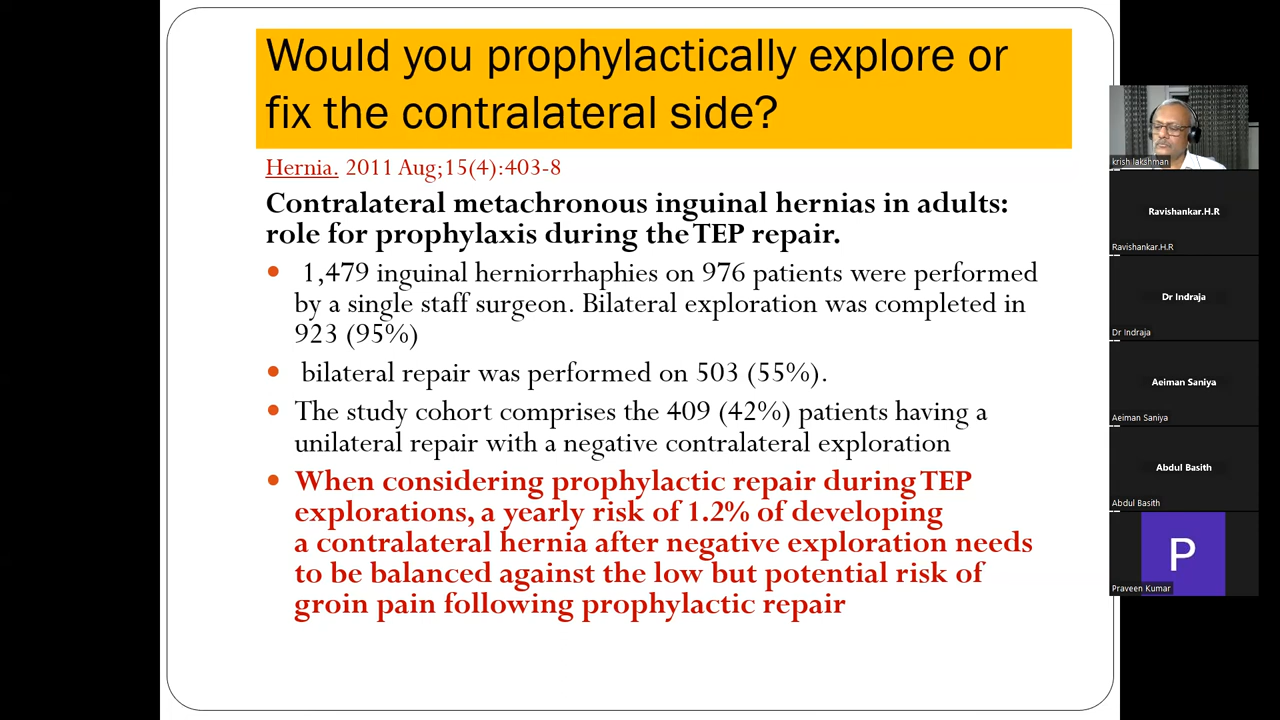 Would you prophylactically explore or
fix the contralateral side?
Hernia. 2011 Aug;15(4):403-8
Contralateral metachronous inguinal hernias in adults:
role for prophylaxis during the TEP repair.
1,479 inguinal herniorrhaphies on 976 patients were performed
by a single staff surgeon. Bilateral exploration was completed in
923 (95%)
bilateral repair was performed on 503 (55%).
The study cohort comprises the 409 (42%) patients having a
unilateral repair with a negative contralateral exploration
When considering prophylactic repair during TEP
explorations, a yearly risk of 1.2% of developing
a contralateral hernia after negative exploration needs
to be balanced against the low but potential risk of
groin pain following prophylactic repair
krish lakshman
Ravishankar.H.R
Ravishankar.H.R
Dr Indraja
Dr Indraja
Aeiman Saniya
Aeiman Saniya
Abdul Basith
Abdul Basith
P
Praveen Kumar